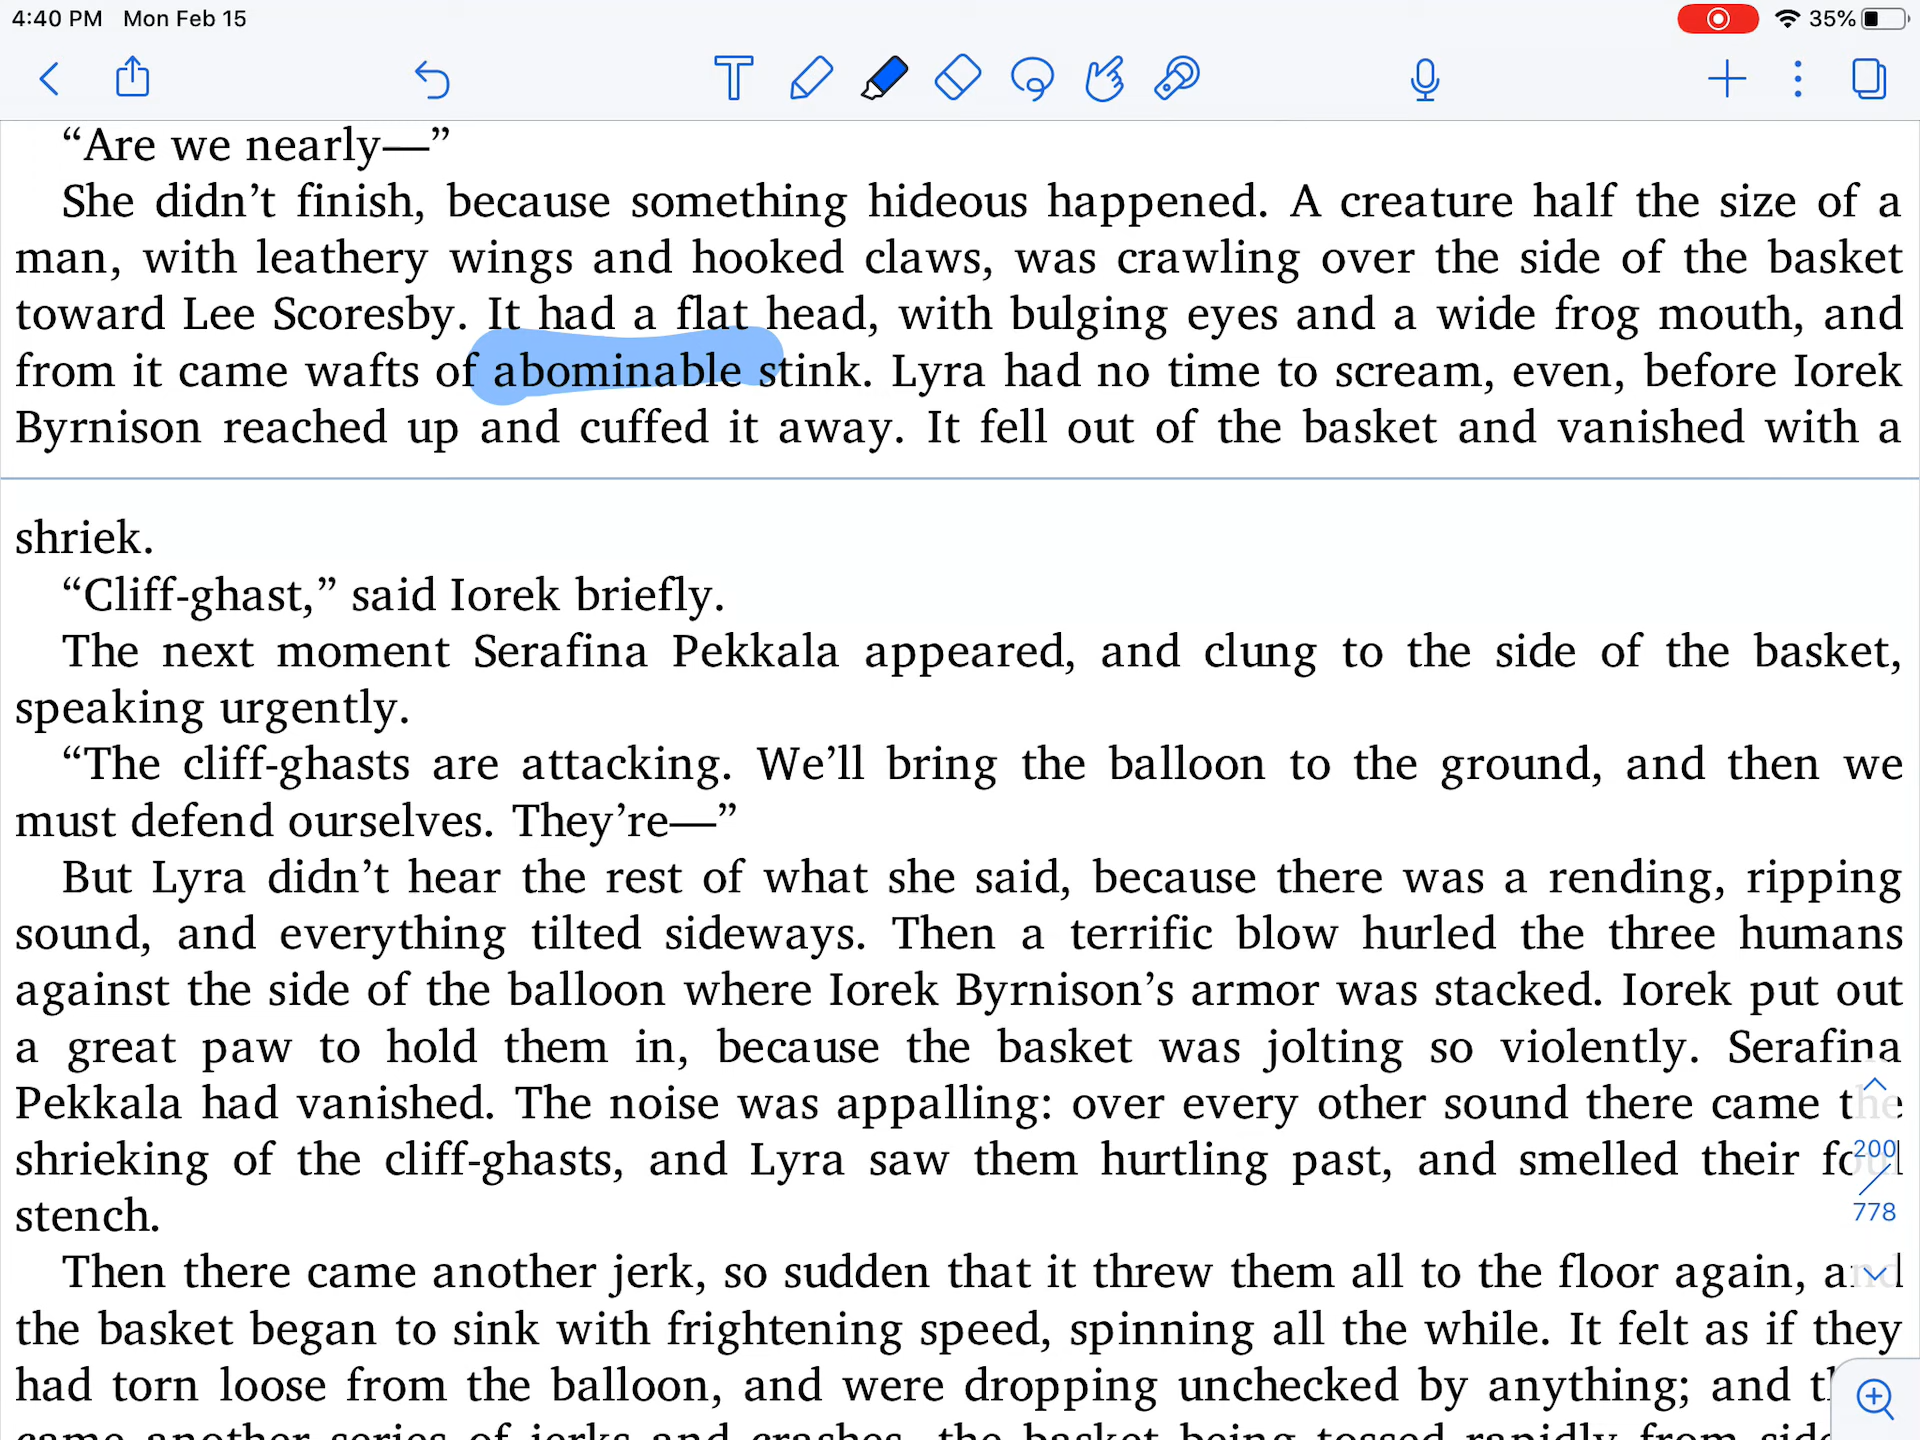 4:40 PM Mon Feb 15
35%
“Are we nearly—”
She didn’t finish, because something hideous happened. A creature half the size of a
man, with leathery wings and hooked claws, was crawling over the side of the basket
toward Lee Scoresby. It had a flat head, with bulging eyes and a wide frog mouth, and
from it came wafts of abominable stink. Lyra had no time to scream, even, before Iorek
Byrnison reached up and cuffed it away. It fell out of the basket and vanished with a
shriek.
“Cliff-ghast,” said Iorek briefly.
The next moment Serafina Pekkala appeared, and clung to the side of the basket,
speaking urgently.
“The cliff-ghasts are attacking. We’ll bring the balloon to the ground, and then we
must defend ourselves. They’re—”
But Lyra didn’t hear the rest of what she said, because there was a rending, ripping
sound, and everything tilted sideways. Then a terrific blow hurled the three humans
against the side of the balloon where Iorek Byrnison’s armor was stacked. Iorek put out
a great paw to hold them in, because the basket was jolting so violently. Serafina
Pekkala had vanished. The noise was appalling: over every other sound there came the
shrieking of the cliff-ghasts, and Lyra saw them hurtling past, and smelled their foul
stench.
200
778
Then there came another jerk, so sudden that it threw them all to the floor again, and
the basket began to sink with frightening speed, spinning all the while. It felt as if they
had torn loose from the balloon, and were dropping unchecked by anything; and
came another series of jerks and crashes, the basket being tossed rapidly from